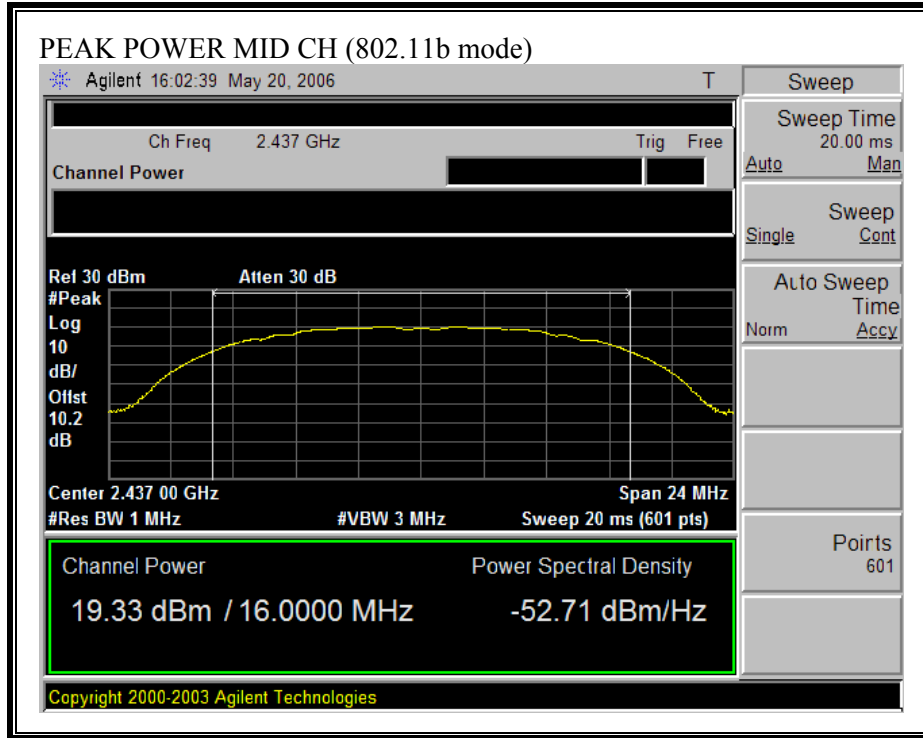 PEAK POWER MID CH (802.11b mode)
Agilent 16:02:39 May 20, 2006 T
Sweep
Ch Freq 2.437 GHz Trig Free
Channel Power
Sweep Time
20.00 ms
Auto Man
Sweep
Single Cont
Auto Sweep
Time
Norm Accy
Ref 30 dBm Atten 30 dB
#Peak
Log
10
dB/
Offst
10.2
dB
Center 2.437 00 GHz Span 24 MHz
#Res BW 1 MHz #VBW 3 MHz Sweep 20 ms (601 pts)
Points
601
Channel Power Power Spectral Density
19.33 dBm / 16.0000 MHz -52.71 dBm/Hz
Copyright 2000-2003 Agilent Technologies